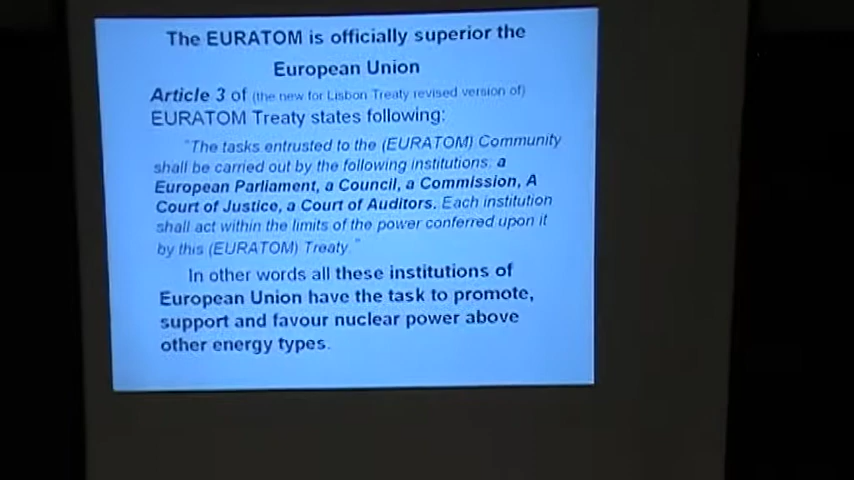 The EURATOM is officially superior the
European Union
Article 3 of (the new for Lisbon Treaty revised version of)
EURATOM Treaty states following:
"The tasks entrusted to the (EURATOM) Community
shall be carried out by the following institutions: a
European Parliament, a Council, a Commission, A
Court of Justice, a Court of Auditors. Each institution
shall act within the limits of the power conferred upon it
by this (EURATOM) Treaty."
In other words all these institutions of
European Union have the task to promote,
support and favour nuclear power above
other energy types.